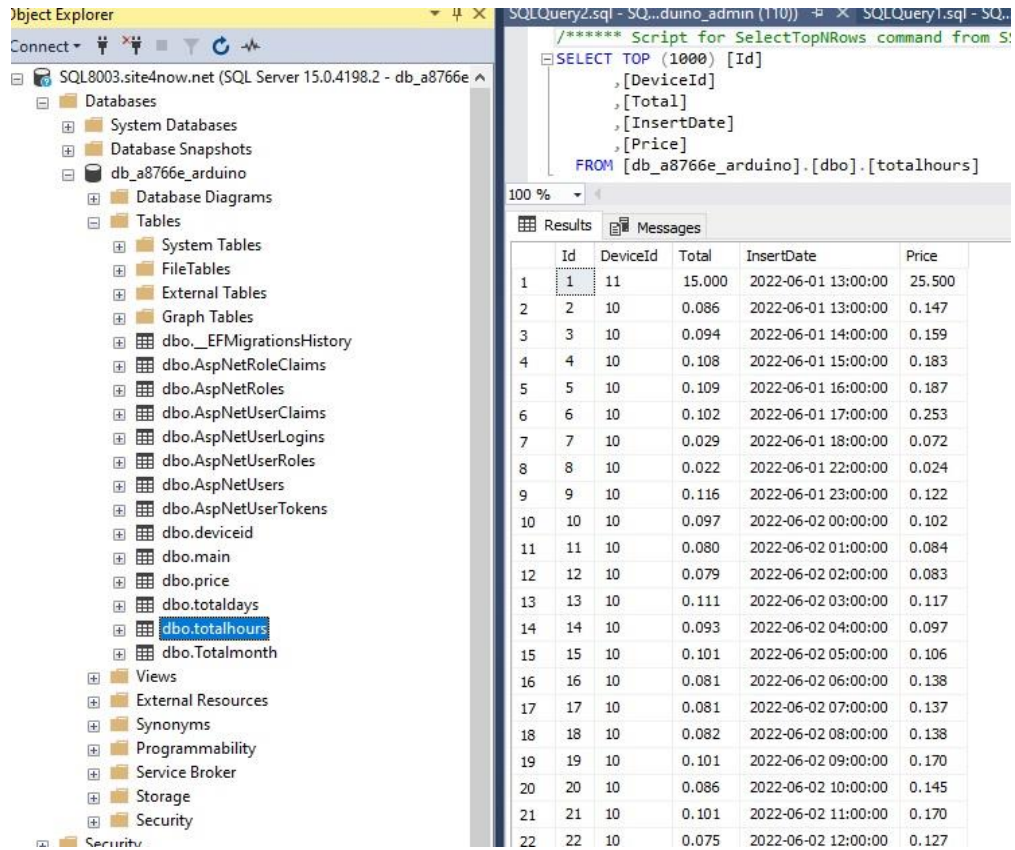 Object Explorer
Connect
SQL8003.site4now.net (SQL Server 15.0.4198.2 - db_a8766e
Databases
System Databases
Database Snapshots
db_a8766e_arduino
Database Diagrams
Tables
System Tables
FileTables
External Tables
Graph Tables
dbo.__EFMigrationsHistory
dbo.AspNetRoleClaims
dbo.AspNetRoles
dbo.AspNetUserClaims
dbo.AspNetUserLogins
dbo.AspNetUserRoles
dbo.AspNetUsers
dbo.AspNetUserTokens
dbo.deviceid
dbo.main
dbo.price
dbo.totaldays
dbo.totalhours
dbo.Totalmonth
Views
External Resources
Synonyms
Programmability
Service Broker
Storage
Security
Security
SQLQuery2.sql - SQ...duino_admin (110)) SQLQuery1.sql - SQ...
/****** Script for SelectTopNRows command from SS
SELECT TOP (1000) [Id]
,[DeviceId]
,[Total]
,[InsertDate]
,[Price]
FROM [db_a8766e_arduino].[dbo].[totalhours]
100 %
Results Messages
Id DeviceId Total InsertDate Price
1 1 11 15.000 2022-06-01 13:00:00 25.500
2 2 10 0.086 2022-06-01 13:00:00 0.147
3 3 10 0.094 2022-06-01 14:00:00 0.159
4 4 10 0.108 2022-06-01 15:00:00 0.183
5 5 10 0.109 2022-06-01 16:00:00 0.187
6 6 10 0.102 2022-06-01 17:00:00 0.253
7 7 10 0.029 2022-06-01 18:00:00 0.072
8 8 10 0.022 2022-06-01 22:00:00 0.024
9 9 10 0.116 2022-06-01 23:00:00 0.122
10 10 10 0.097 2022-06-02 00:00:00 0.102
11 11 10 0.080 2022-06-02 01:00:00 0.084
12 12 10 0.079 2022-06-02 02:00:00 0.083
13 13 10 0.111 2022-06-02 03:00:00 0.117
14 14 10 0.093 2022-06-02 04:00:00 0.097
15 15 10 0.101 2022-06-02 05:00:00 0.106
16 16 10 0.081 2022-06-02 06:00:00 0.138
17 17 10 0.081 2022-06-02 07:00:00 0.137
18 18 10 0.082 2022-06-02 08:00:00 0.138
19 19 10 0.101 2022-06-02 09:00:00 0.170
20 20 10 0.086 2022-06-02 10:00:00 0.145
21 21 10 0.101 2022-06-02 11:00:00 0.170
22 22 10 0.075 2022-06-02 12:00:00 0.127